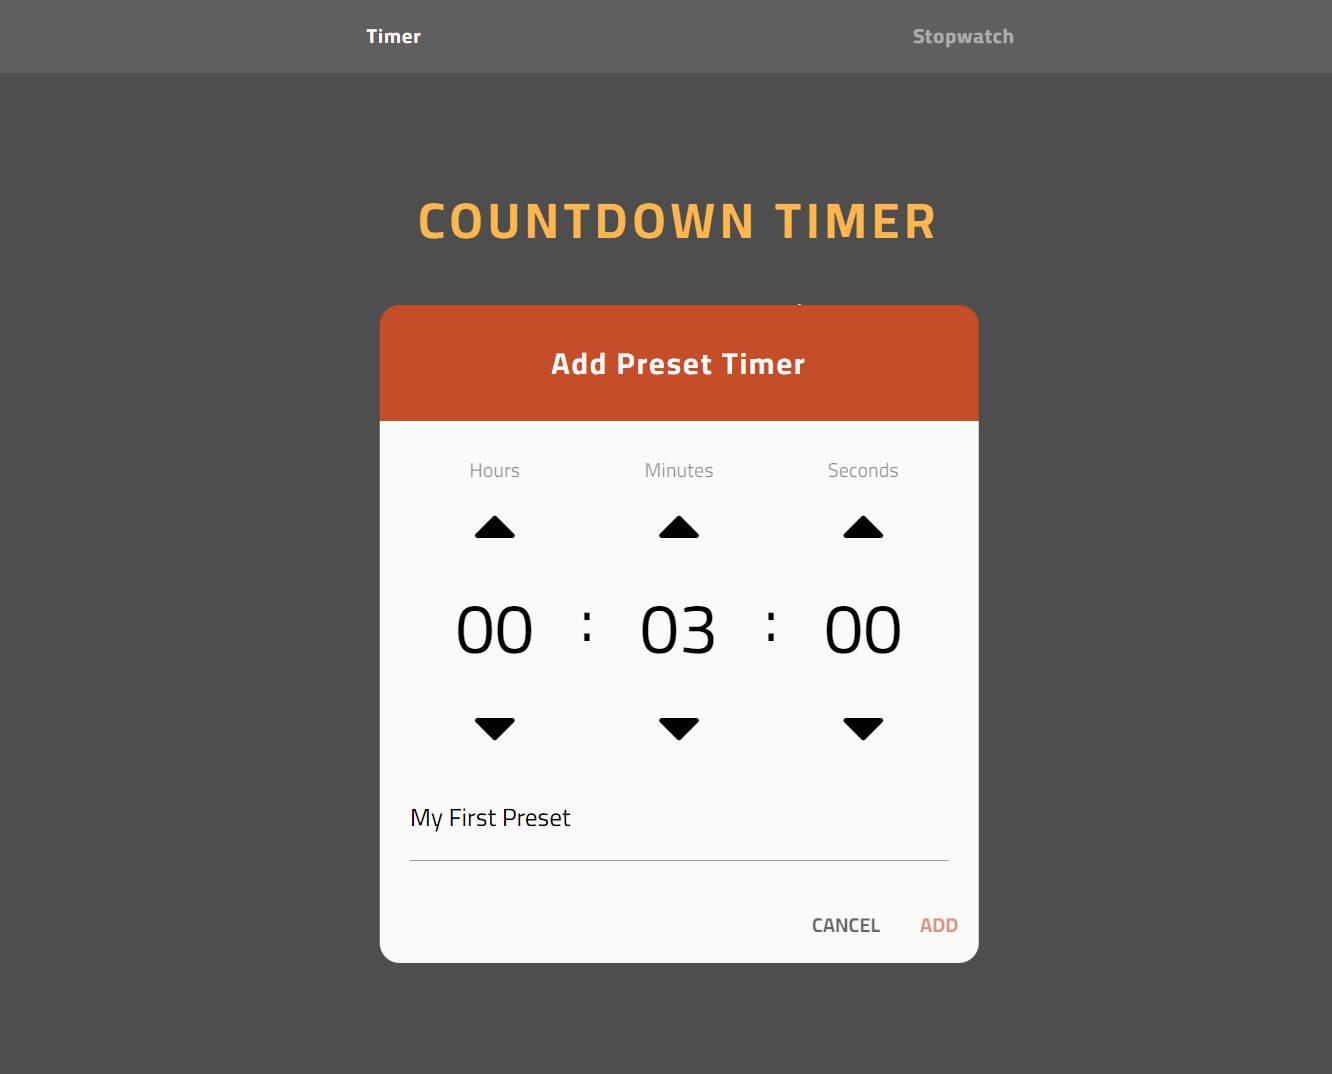 Timer Stopwatch
COUNTDOWN TIMER
Add Preset Timer
Hours Minutes Seconds
00 : 03 : 00
My First Preset
CANCEL ADD